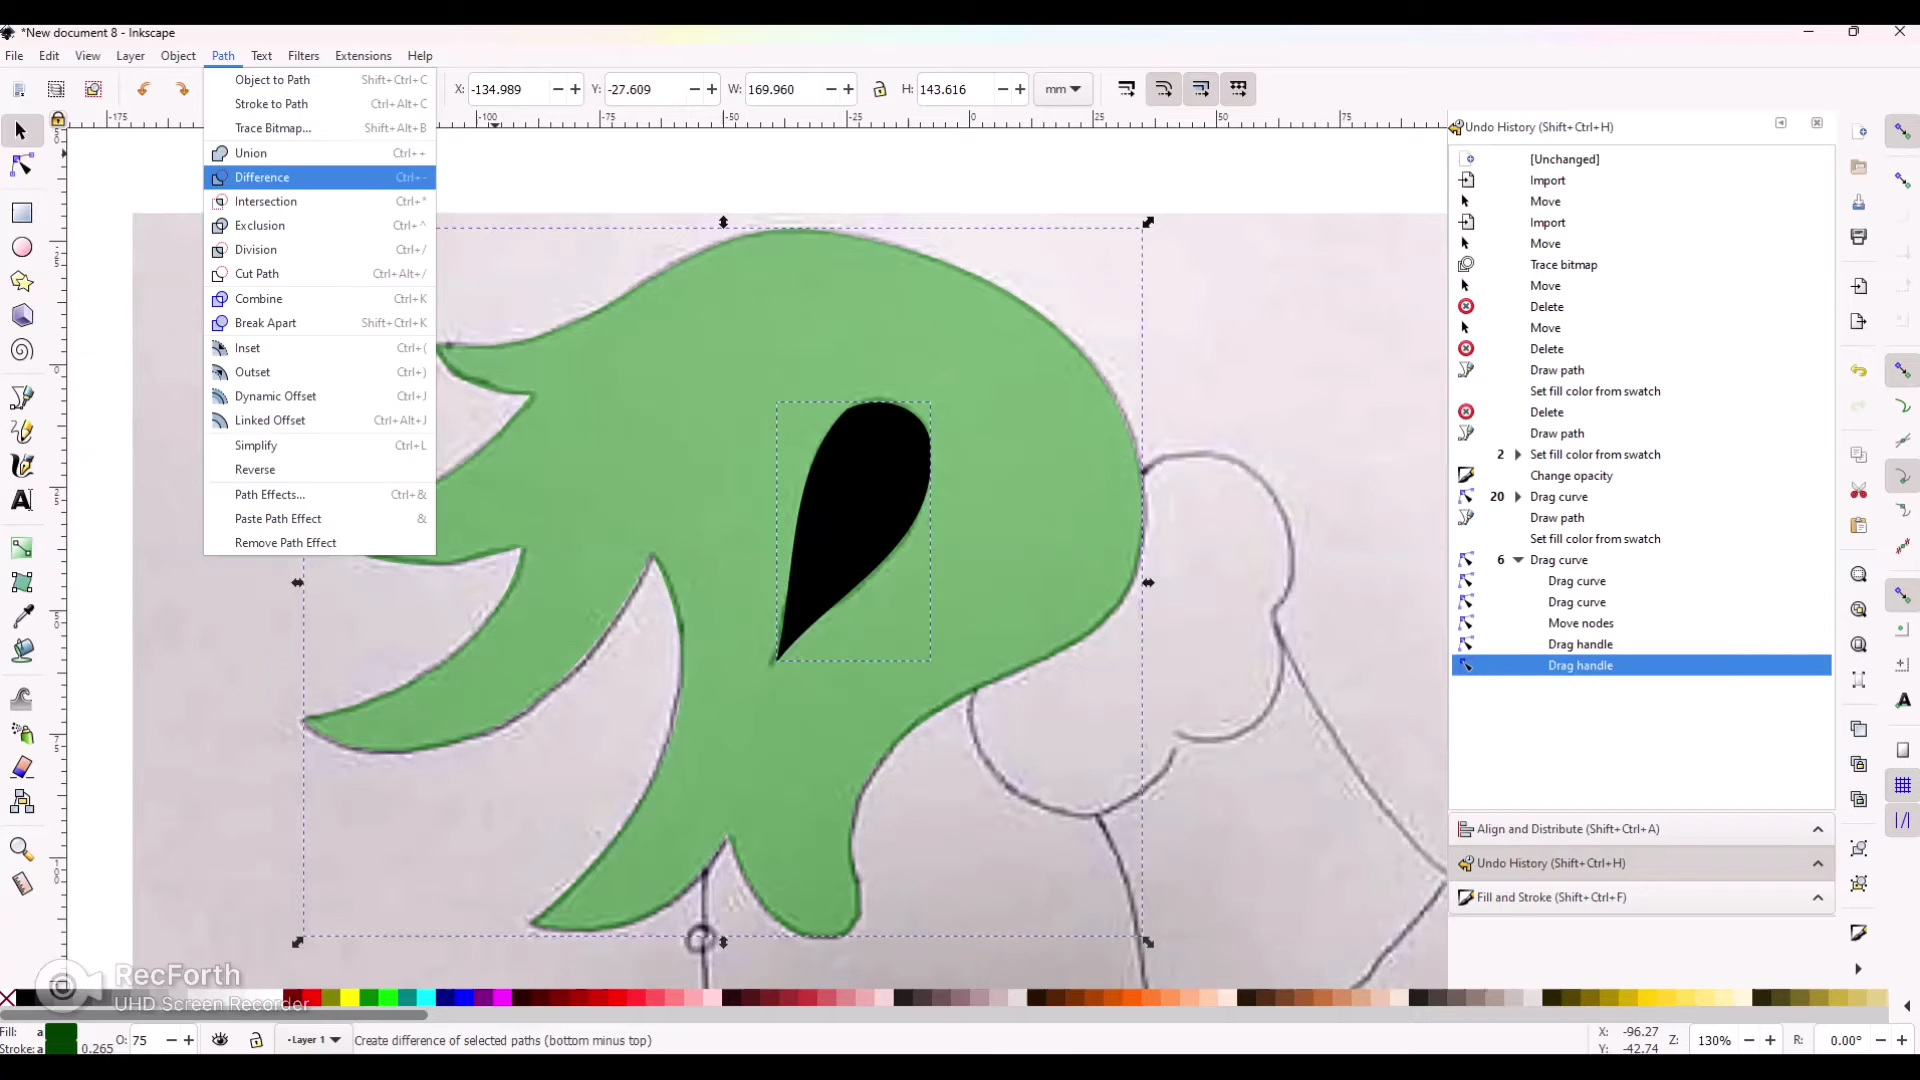 *New document 8 - Inkscape
File Edit View Layer Object Path Text Filters Extensions Help
X: -134.989 Y: -27.609 W: 169.960 H: 143.616 mm
Object to Path Shift+Ctrl+C
Stroke to Path Ctrl+Alt+C
Trace Bitmap... Shift+Alt+B
Union Ctrl++
Difference Ctrl+-
Intersection Ctrl+*
Exclusion Ctrl+^
Division Ctrl+/
Cut Path Ctrl+Alt+/
Combine Ctrl+K
Break Apart Shift+Ctrl+K
Inset Ctrl+(
Outset Ctrl+)
Dynamic Offset Ctrl+J
Linked Offset Ctrl+Alt+J
Simplify Ctrl+L
Reverse
Path Effects... Ctrl+&
Paste Path Effect &
Remove Path Effect
-175 -100 -75 -50 -25 0 25 50 75
Undo History (Shift+Ctrl+H)
[Unchanged]
Import
Move
Import
Move
Trace bitmap
Move
Delete
Move
Delete
Draw path
Set fill color from swatch
Delete
Draw path
2 Set fill color from swatch
Change opacity
20 Drag curve
Draw path
Set fill color from swatch
6 Drag curve
Drag curve
Drag curve
Move nodes
Drag handle
Drag handle
Align and Distribute (Shift+Ctrl+A)
Undo History (Shift+Ctrl+H)
Fill and Stroke (Shift+Ctrl+F)
RecForth
UHD Screen Recorder
Fill: a O: 75 -Layer 1 Create difference of selected paths (bottom minus top) X: -96.27 Z: 130% R: 0.00°
Stroke: a 0.265 Y: -42.74